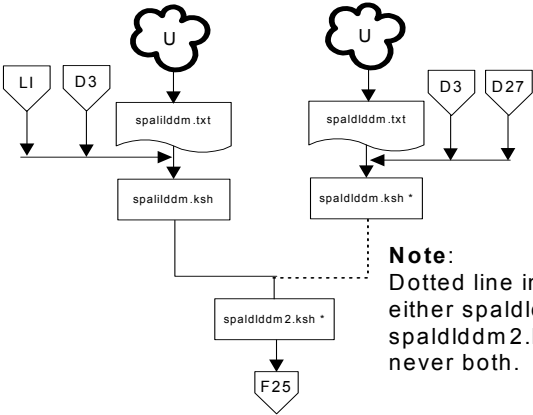 U
U
LI
D3
D3
D27
spalilddm.txt
spaldlddm.txt
spalilddm.ksh
spaldlddm.ksh *
Note:
Dotted line
either
spaldlddm2.ksh *
never both.
F25